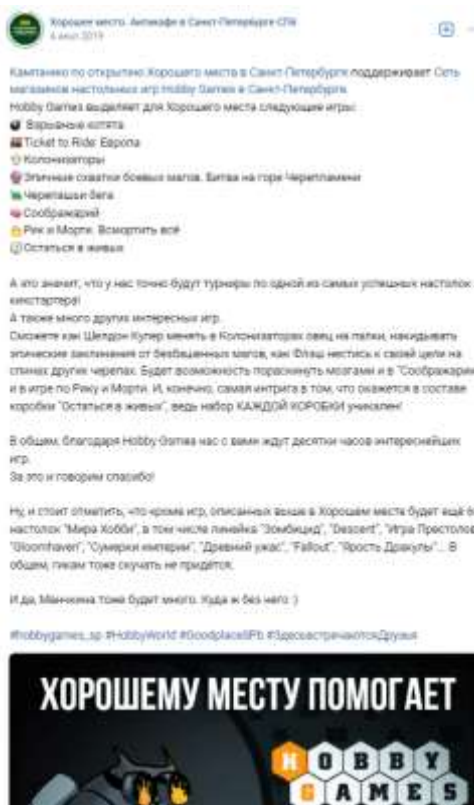 Хорошее место. Антикафе в Санкт-Петербурге СПб
4 июл 2019
Кампанию по открытию Хорошего места в Санкт-Петербурге поддерживает Сеть
магазинов настольных игр Hobby Games в Санкт-Петербурге.
Hobby Games выделяет для Хорошего места следующие игры:
Взрывные котята
Ticket to Ride: Европа
Колонизаторы
Эпичные схватки боевых магов. Битва на горе Черепламени
Черепашьи бега
Соображарий
Рик и Морти. Всмортить всё
Остаться в живых
А это значит, что у нас точно будут турниры по одной из самых успешных настолок
кикстартера!
А также много других интересных игр.
Сможете как Шелдон Купер менять в Колонизаторах овец на палки, накидывать
эпические заклинания от безбашенных магов, как Флэш нестись к своей цели на
спинах других черепах. Будет возможность пораскинуть мозгами и в "Соображарии
и в игре по Рику и Морти. И, конечно, самая интрига в том, что окажется в составе
коробки "Остаться в живых", ведь набор КАЖДОЙ КОРОБКИ уникален!
В общем, благодаря Hobby Games нас с вами ждут десятки часов интереснейших
игр.
За это и говорим спасибо!
Ну, и стоит отметить, что кроме игр, описанных выше в Хорошем месте будет ещё
настолок "Мира Хобби", в том числе линейка "Зомбицид", "Descent", "Игра Престолов
"Gloomhaven", "Сумерки империи", "Древний ужас", "Fallout", "Ярость Дракулы"... В
общем, гикам тоже скучать не придётся.
И да, Манчкина тоже будет много. Куда ж без него :)
#hobbygames_sp #HobbyWorld #GoodplaceSPb #ЗдесьвстречаютсяДрузья
ХОРОШЕМУ МЕСТУ ПОМОГАЕТ
HOBBY
GAMES